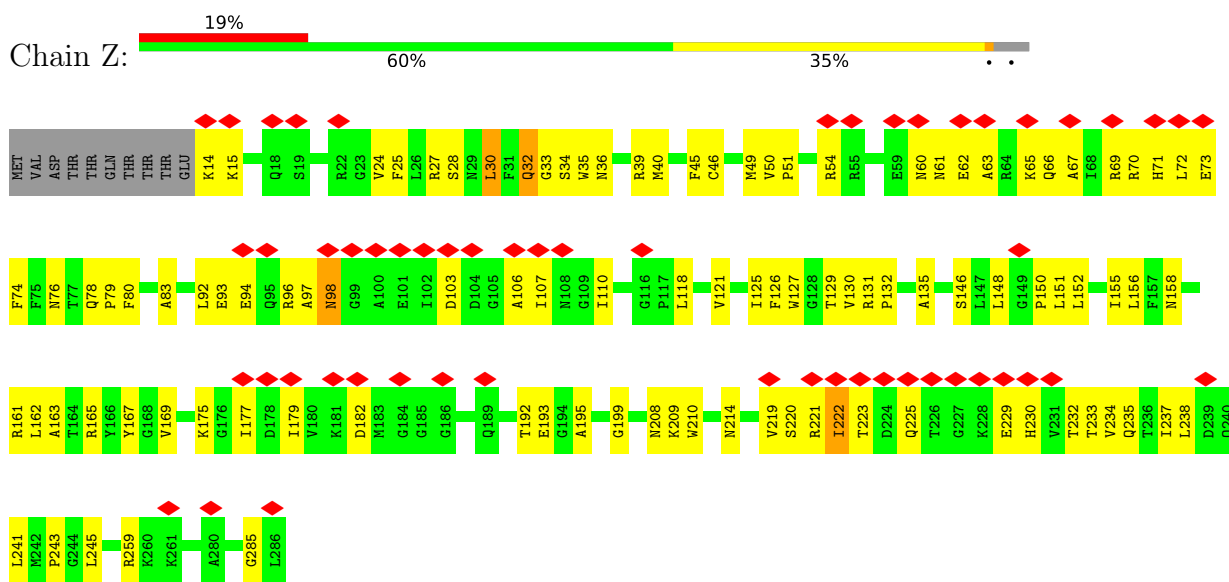 19%
Chain Z:
60% 35% • •
MET VAL ASP THR THR GLN THR THR THR GLU K14 K15 Q18 S19 R22 G23 V24 F25 L26 R27 S28 N29 L30 F31 Q32 G33 S34 W35 N36 R39 M40 F45 C46 M49 V50 P51 R54 R55 E59 N60 N61 E62 A63 R64 K65 Q66 A67 I68 R69 R70 H71 L72 E73
F74 F75 N76 T77 Q78 P79 F80 A83 L92 E93 E94 Q95 R96 A97 N98 G99 A100 E101 I102 D103 D104 G105 A106 I107 N108 G109 I110 G116 P117 L118 V121 I125 F126 W127 G128 T129 V130 R131 P132 A135 S146 L147 L148 G149 P150 L151 L152 I155 L156 F157 N158
R161 L162 A163 T164 R165 Y166 Y167 G168 V169 K175 G176 I177 D178 I179 V180 K181 D182 M183 G184 G185 G186 Q189 T192 E193 G194 A195 G199 N208 K209 W210 N214 V219 S220 R221 I222 T223 D224 Q225 T226 G227 K228 E229 H230 V231 T232 T233 V234 Q235 T236 I237 L238 D239 Q240
L241 M242 P243 G244 L245 R259 K260 K261 A280 G285 L286